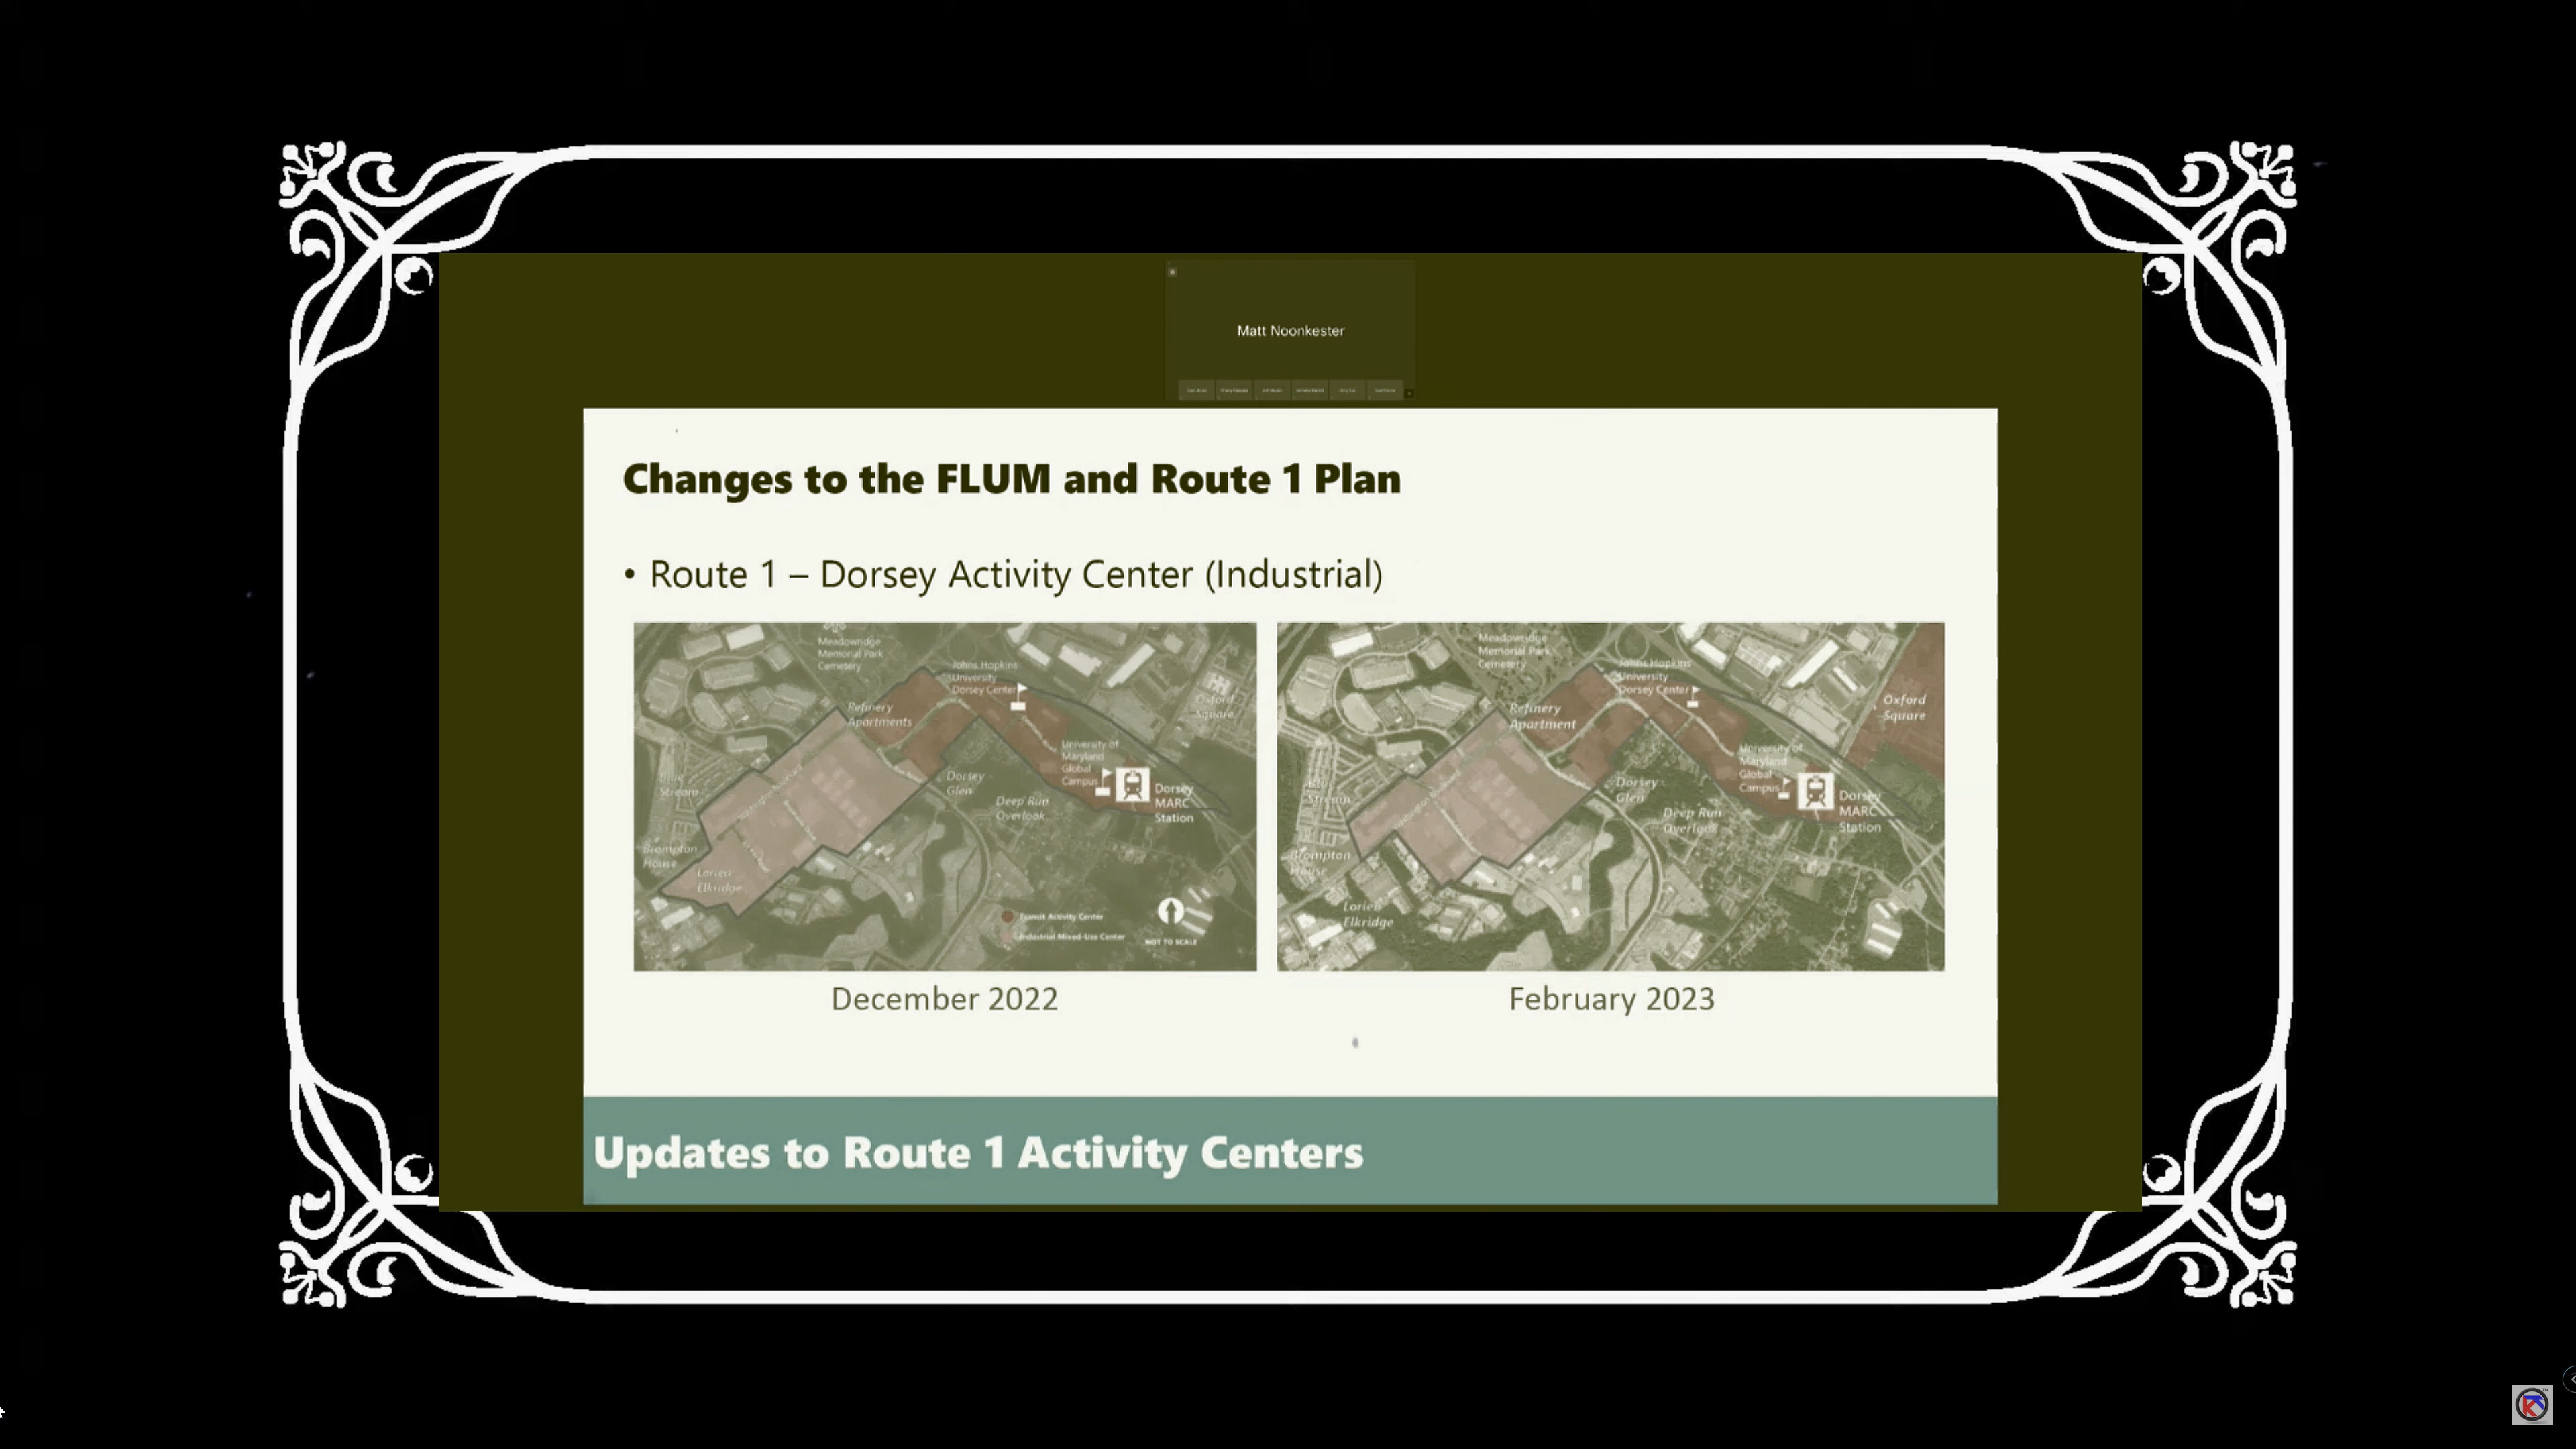 Matt Noonkester
Changes to the FLUM and Route 1 Plan
• Route 1 – Dorsey Activity Center (Industrial)
Meadowridge
Memorial Park
Cemetery
Johns Hopkins
University
Dorsey Center
Refinery
Apartments
Oxford
Square
University of
Maryland
Global
Campus
Blue
Stream
Dorsey
Glen
Deep Run
Overlook
Dorsey
MARC
Station
Brompton
House
Lorien
Elkridge
Transit Activity Center
Industrial Mixed-Use Center
NOT TO SCALE
December 2022
Meadowridge
Memorial Park
Cemetery
Johns Hopkins
University
Dorsey Center
Refinery
Apartment
Oxford
Square
University of
Maryland
Global
Campus
Blue
Stream
Dorsey
Glen
Deep Run
Overlook
Dorsey
MARC
Station
Brompton
House
Lorien
Elkridge
February 2023
Updates to Route 1 Activity Centers